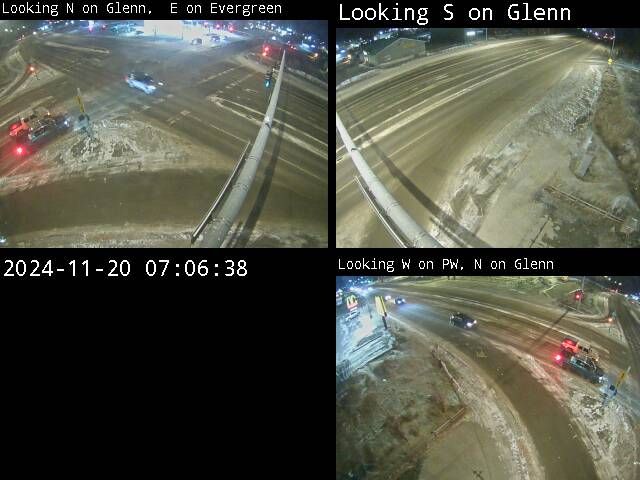 Looking N on Glenn,  E on Evergreen
Looking S on Glenn
2024-11-20 07:06:38
Looking W on PW, N on Glenn